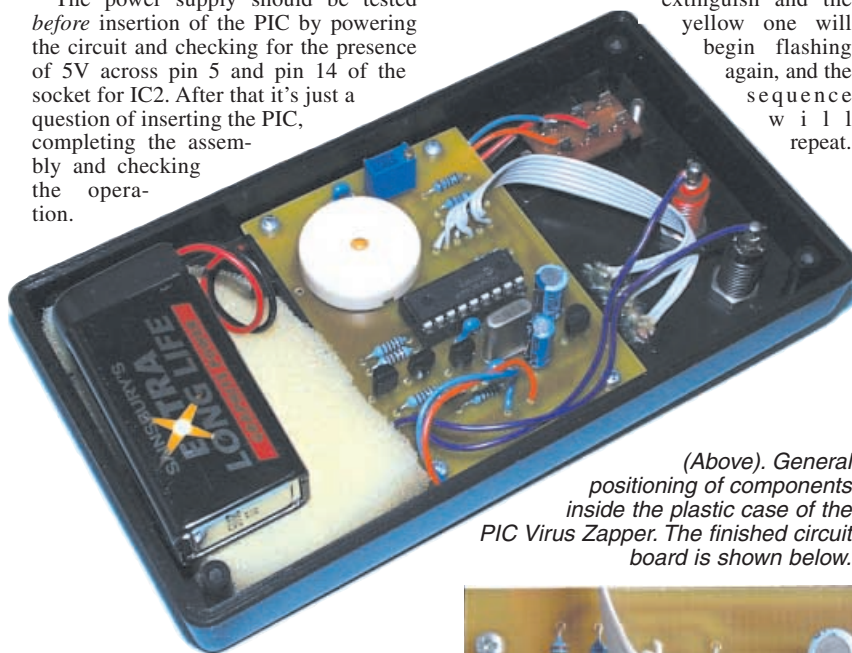 The power supply should be tested
before insertion of the PIC by powering
the circuit and checking for the presence
of 5V across pin 5 and pin 14 of the
socket for IC2. After that it's just a
question of inserting the PIC,
completing the assem-
bly and checking
the opera-
tion.
extinguish and the
yellow one will
begin flashing
again, and the
sequence
will
repeat.
SAINSBURY'S
EXTRA
LONG LIFE
(Above). General
positioning of components
inside the plastic case of the
PIC Virus Zapper. The finished circuit
board is shown below.